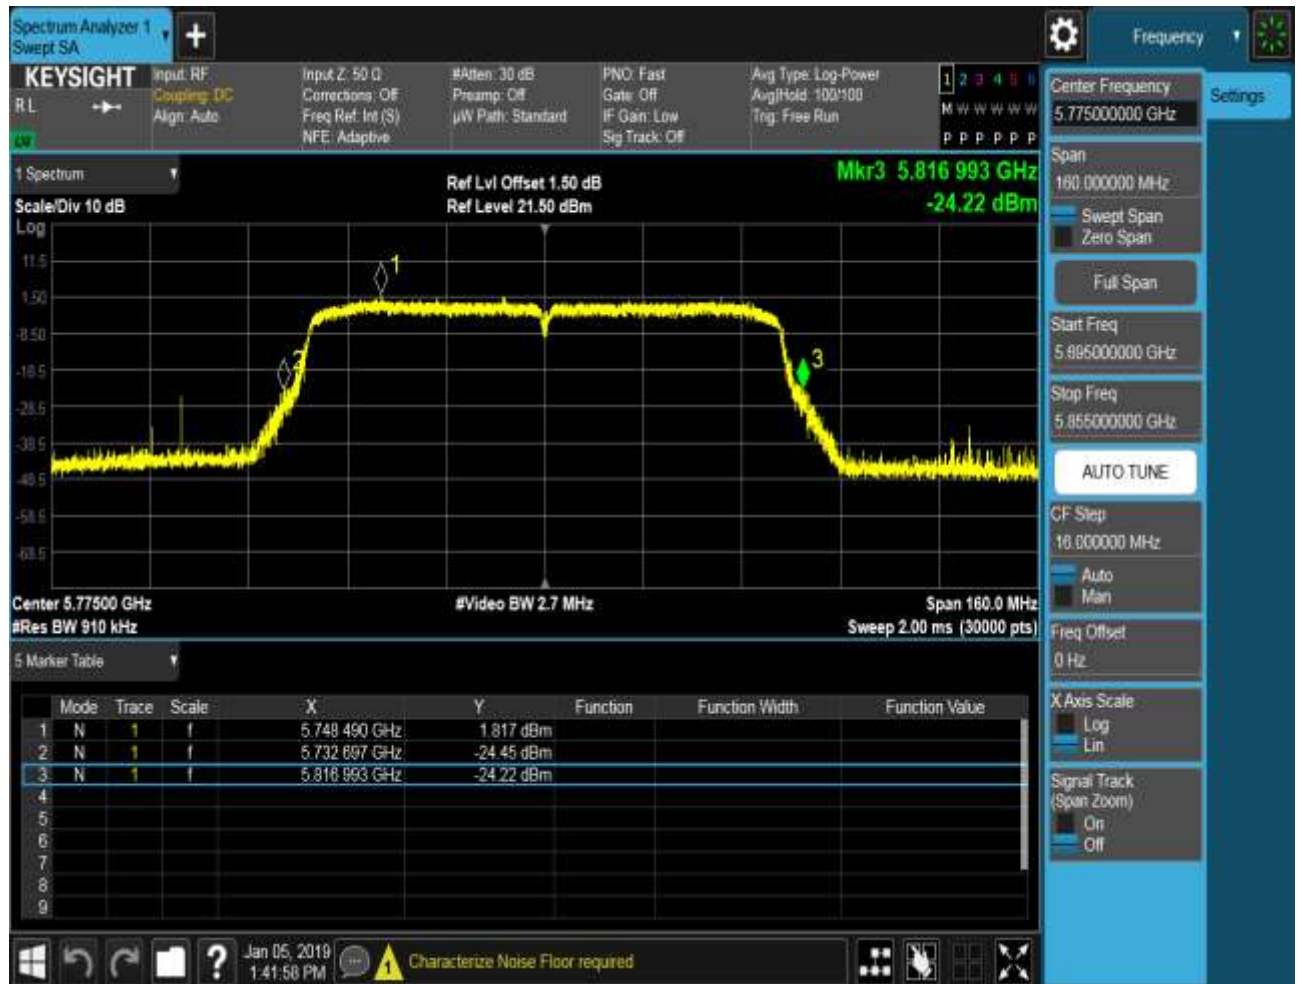 Spectrum Analyzer 1
Swept SA
+
Frequency
KEYSIGHT
R L
Input: RF
Coupling: DC
Align: Auto
Input Z: 50 Ω
Corrections: Off
Freq Ref: Int (S)
NFE: Adaptive
#Atten: 30 dB
Preamp: Off
µW Path: Standard
PNO: Fast
Gate: Off
IF Gain: Low
Sig Track: Off
Avg Type: Log-Power
Avg|Hold: 100/100
Trig: Free Run
1 2 3 4 5 6
M W W W W W
P P P P P P
1 Spectrum
Scale/Div 10 dB
Ref Lvl Offset 1.50 dB
Ref Level 21.50 dBm
Mkr3 5.816 993 GHz
-24.22 dBm
Log
11.5
1.50
-8.50
-18.5
-28.5
-38.5
-48.5
-58.5
-68.5
1
2
3
Center 5.77500 GHz
#Video BW 2.7 MHz
Span 160.0 MHz
#Res BW 910 kHz
Sweep 2.00 ms (30000 pts)
5 Marker Table
Mode Trace Scale X Y Function Function Width Function Value
1 N 1 f 5.748 490 GHz 1.817 dBm
2 N 1 f 5.732 697 GHz -24.45 dBm
3 N 1 f 5.816 993 GHz -24.22 dBm
4
5
6
7
8
9
Jan 05, 2019
1:41:58 PM
?
1
Characterize Noise Floor required
Settings
Center Frequency
5.775000000 GHz
Span
160.000000 MHz
Swept Span
Zero Span
Full Span
Start Freq
5.695000000 GHz
Stop Freq
5.855000000 GHz
AUTO TUNE
CF Step
16.000000 MHz
Auto
Man
Freq Offset
0 Hz
X Axis Scale
Log
Lin
Signal Track
(Span Zoom)
On
Off